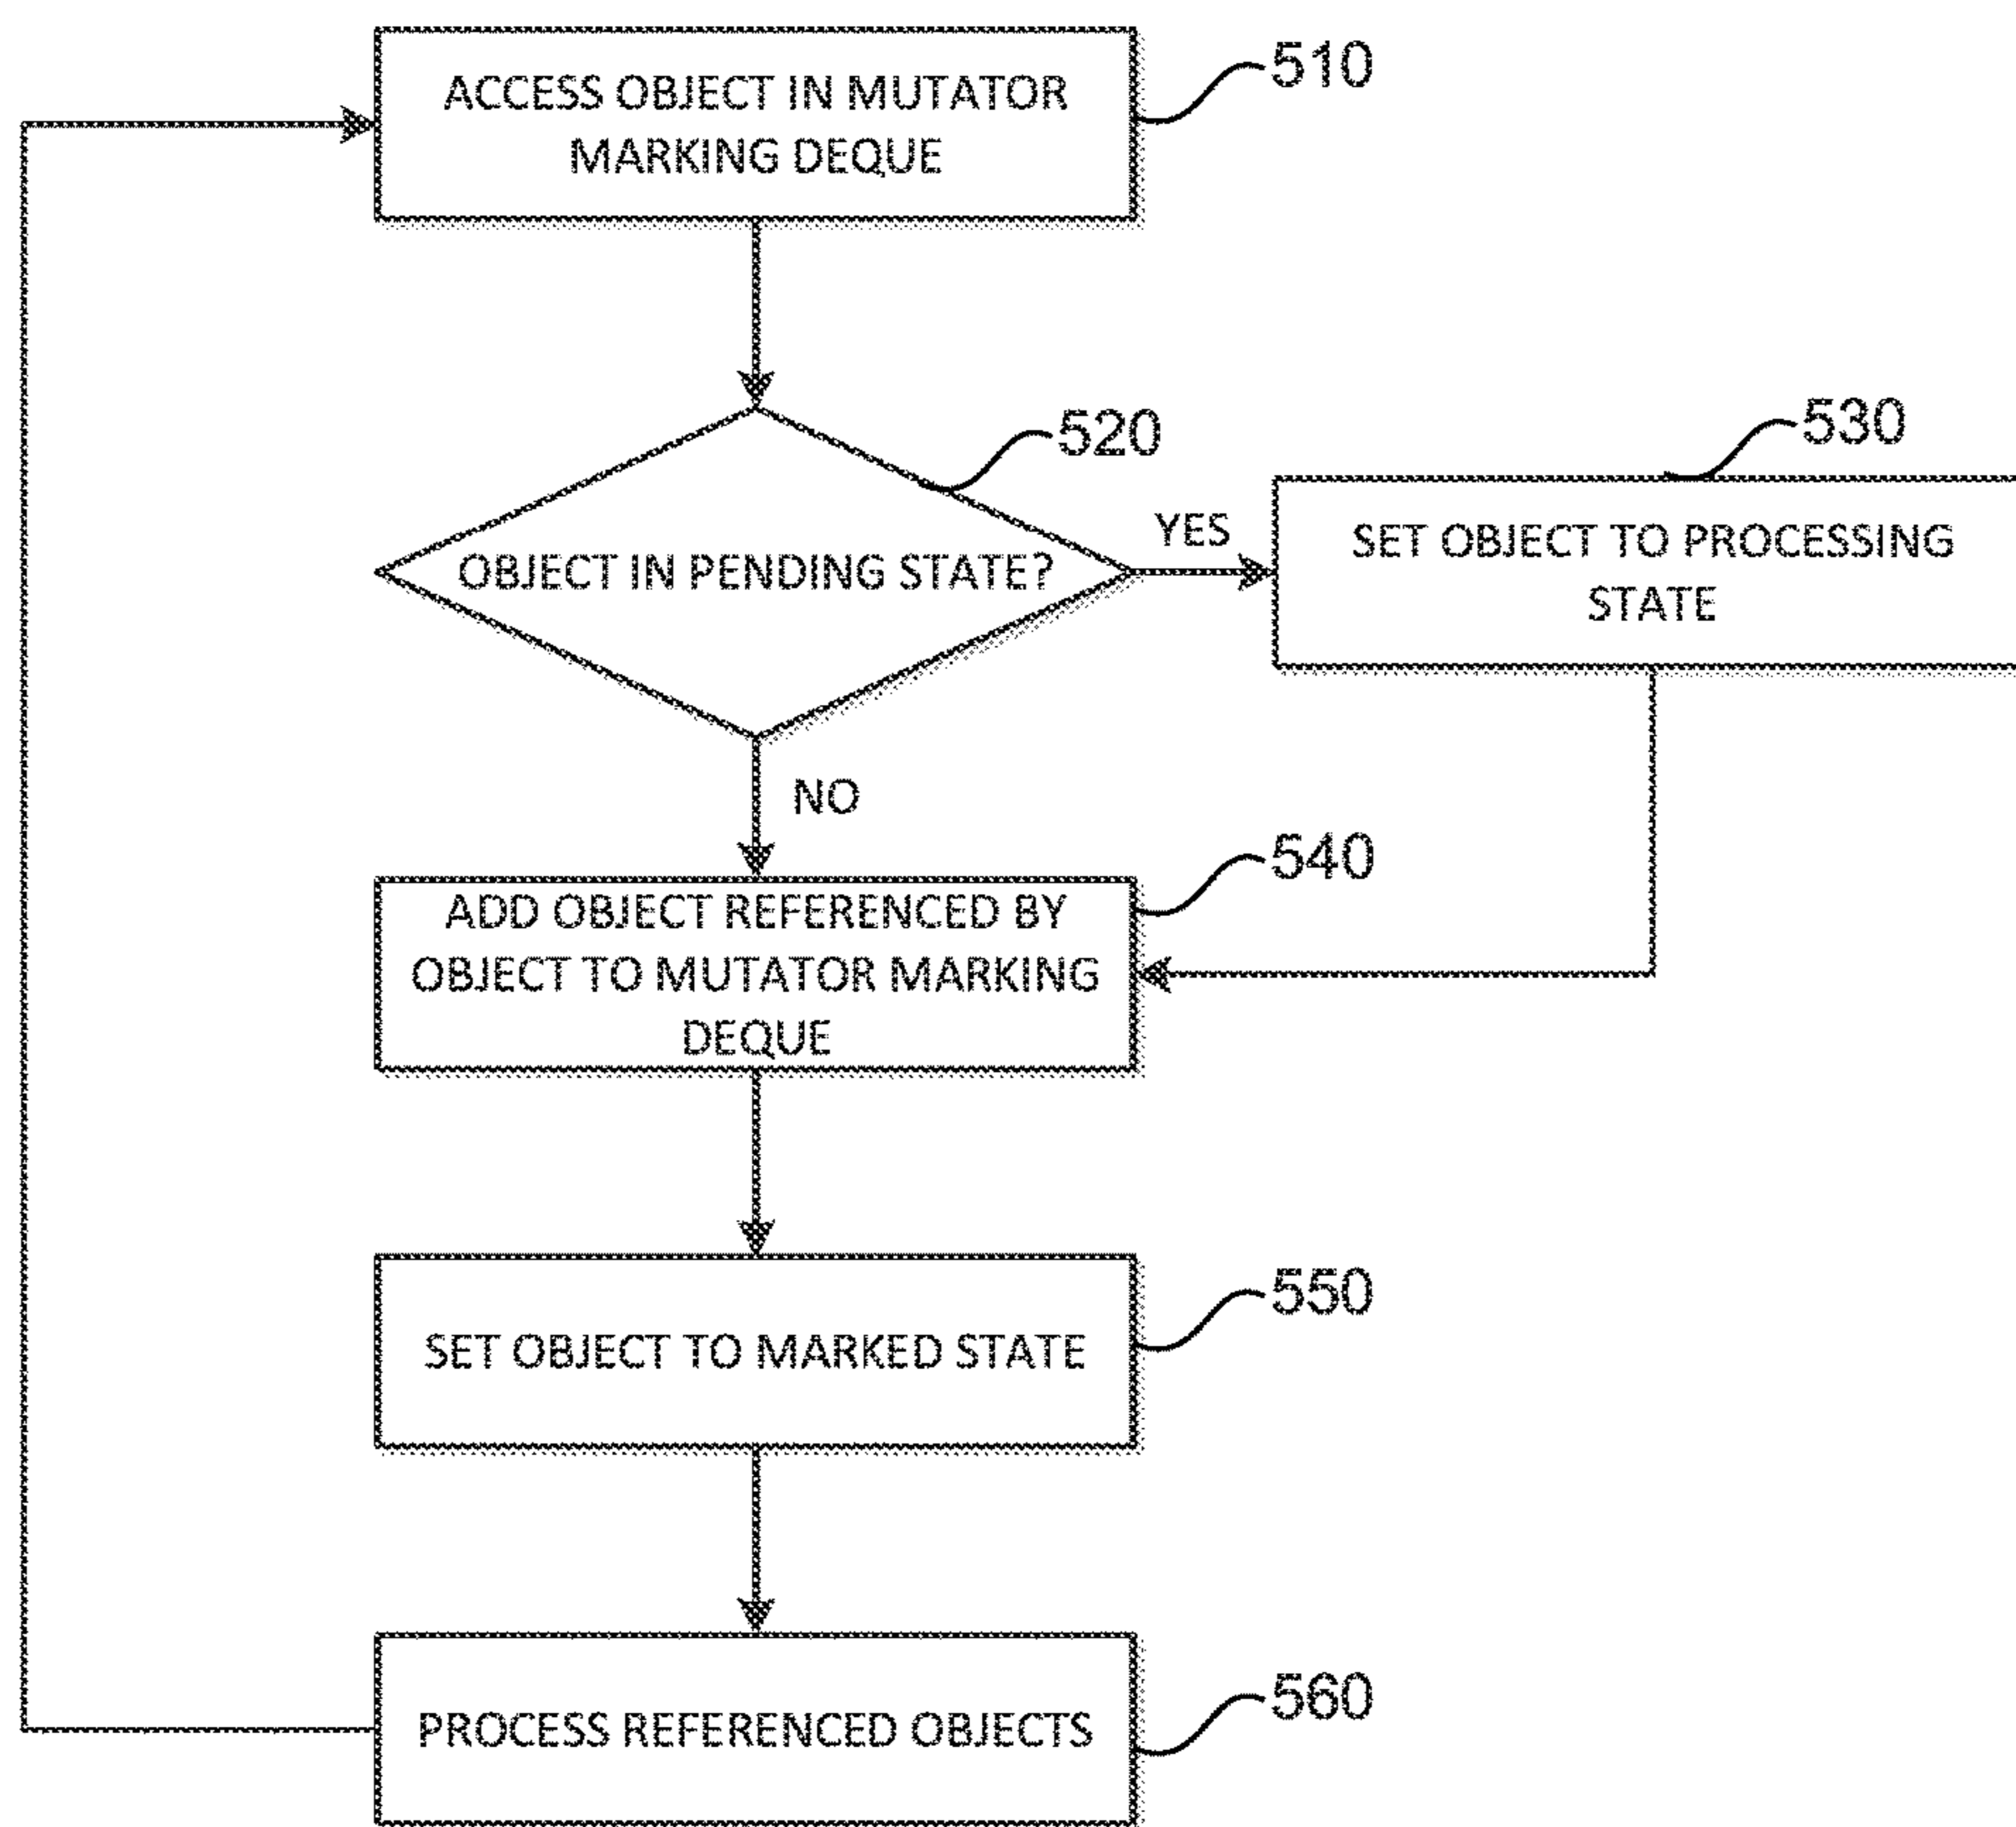 ACCESS OBJECT IN MUTATOR
MARKING DEQUE
510
OBJECT IN PENDING STATE?
520
YES
SET OBJECT TO PROCESSING
STATE
530
NO
ADD OBJECT REFERENCED BY
OBJECT TO MUTATOR MARKING
DEQUE
540
SET OBJECT TO MARKED STATE
550
PROCESS REFERENCED OBJECTS
560